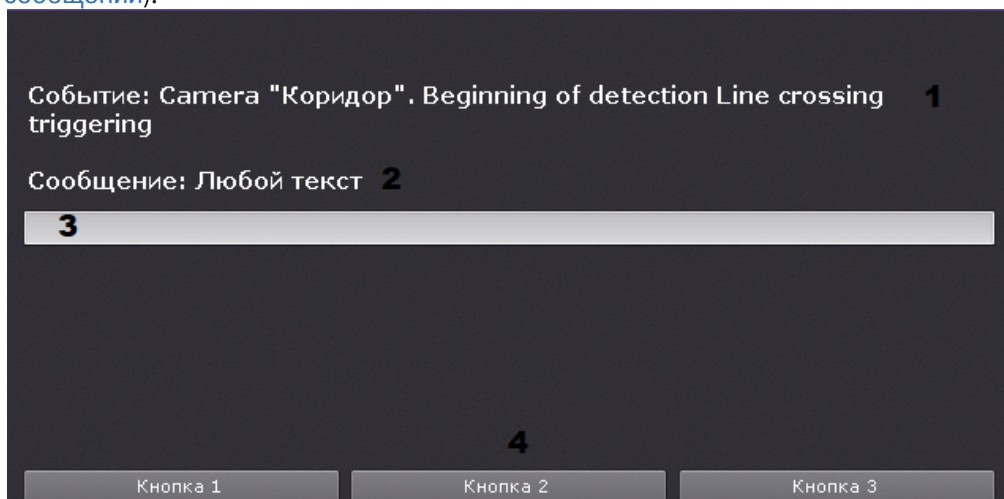 сообщений).
Событие: Camera "Коридор". Beginning of detection Line crossing 1
triggering
Сообщение: Любой текст 2
3
4
Кнопка 1 Кнопка 2 Кнопка 3